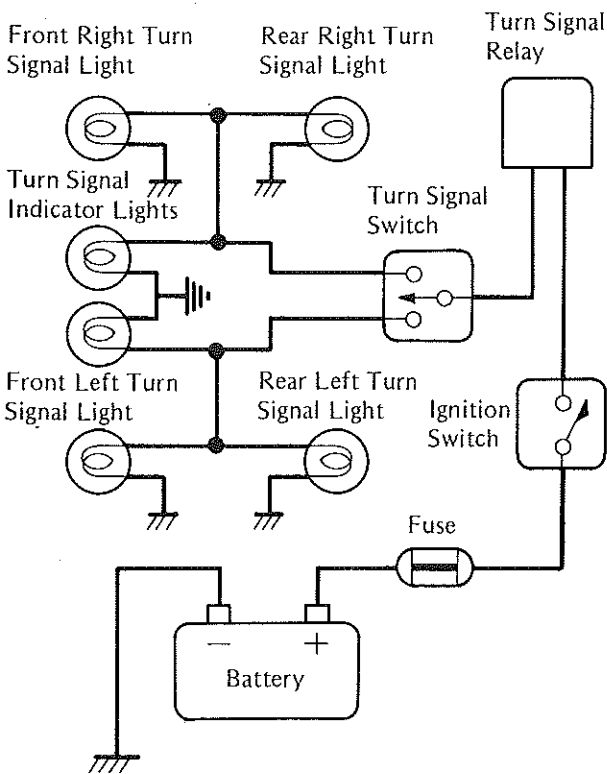 Front Right Turn
Signal Light
Rear Right Turn
Signal Light
Turn Signal
Relay
Turn Signal
Indicator Lights
Turn Signal
Switch
Front Left Turn
Signal Light
Rear Left Turn
Signal Light
Ignition
Switch
Fuse
− +
Battery